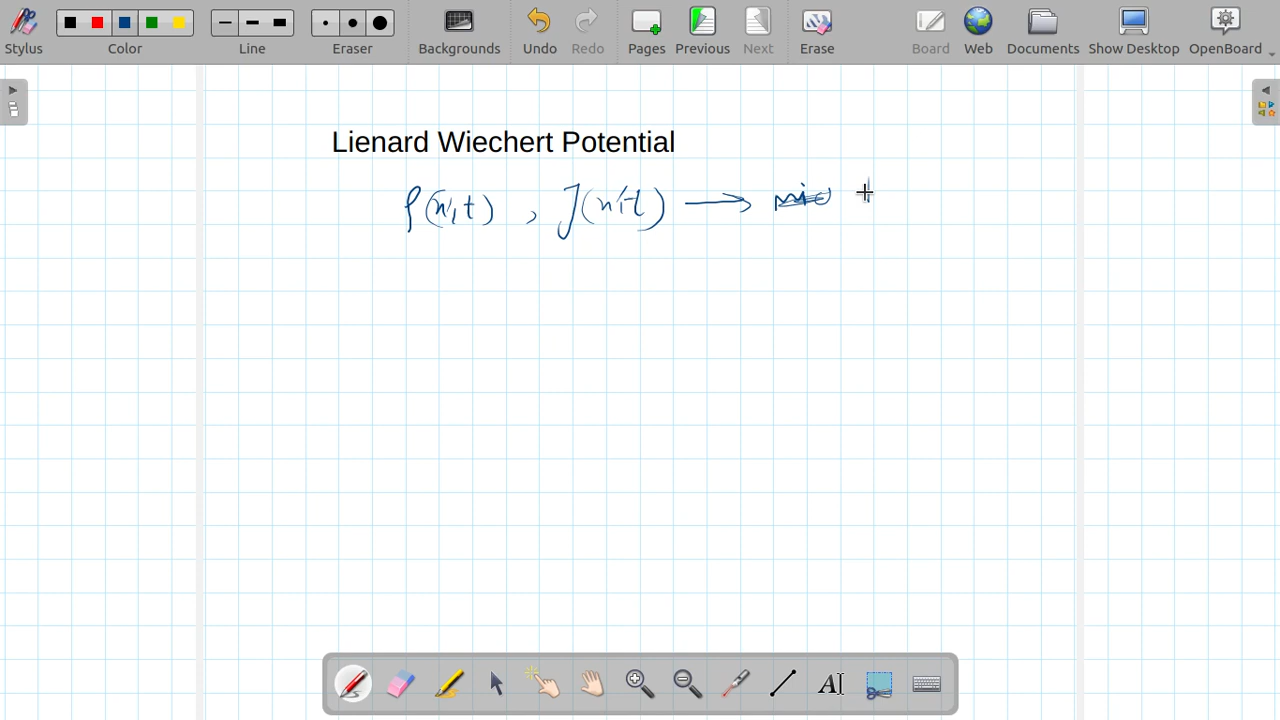 Stylus Color Line Eraser Backgrounds Undo Redo Pages Previous Next Erase Board Web Documents Show Desktop OpenBoard
Lienard Wiechert Potential
ρ(x',t) , J(x',t) →
AI